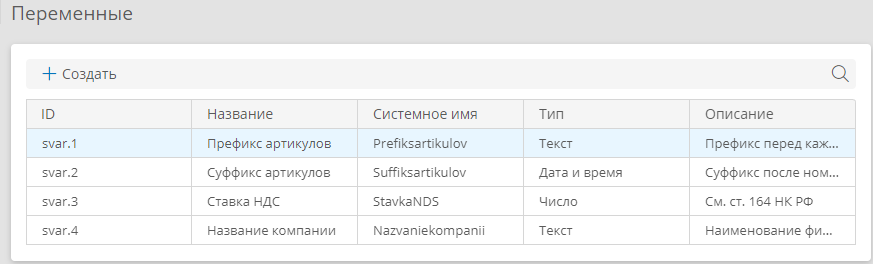 Переменные
Создать
ID Название Системное имя Тип Описание
svar.1 Префикс артикулов Prefiksartikulov Текст Префикс перед каж...
svar.2 Суффикс артикулов Suffiksartikulov Дата и время Суффикс после ном...
svar.3 Ставка НДС StavkaNDS Число См. ст. 164 НК РФ
svar.4 Название компании Nazvaniekompanii Текст Наименование фи...